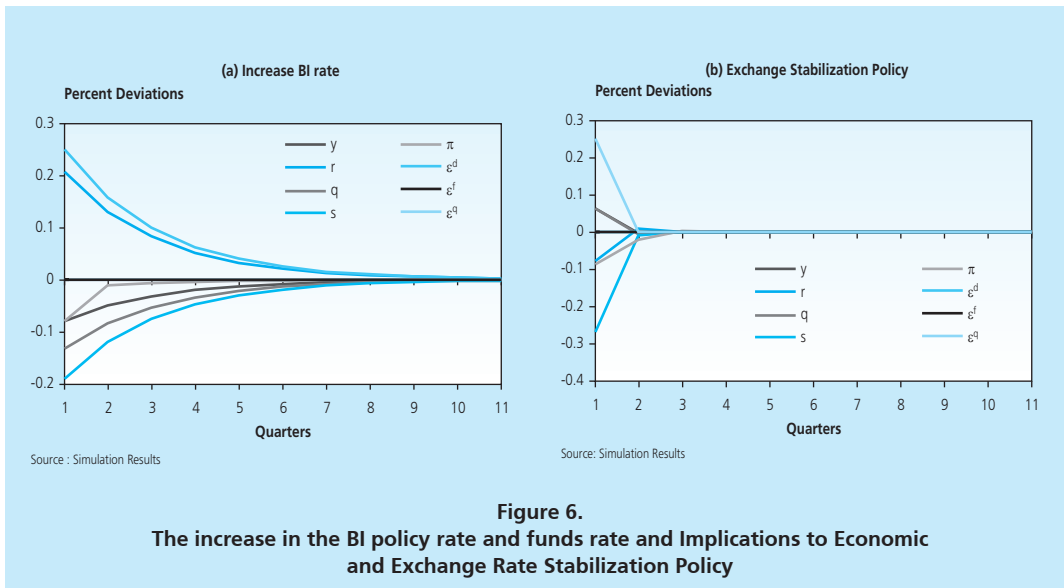 (a) Increase BI rate
Percent Deviations
0.3
0.2
0.1
0
-0.1
-0.2
y
r
q
s
π
εᵈ
εᶠ
ε^q
1 2 3 4 5 6 7 8 9 10 11
Quarters
Source : Simulation Results
(b) Exchange Stabilization Policy
Percent Deviations
0.3
0.2
0.1
0
-0.1
-0.2
-0.3
-0.4
y
r
q
s
π
εᵈ
εᶠ
ε^q
1 2 3 4 5 6 7 8 9 10 11
Quarters
Source: Simulation Results
Figure 6.
The increase in the BI policy rate and funds rate and Implications to Economic
and Exchange Rate Stabilization Policy